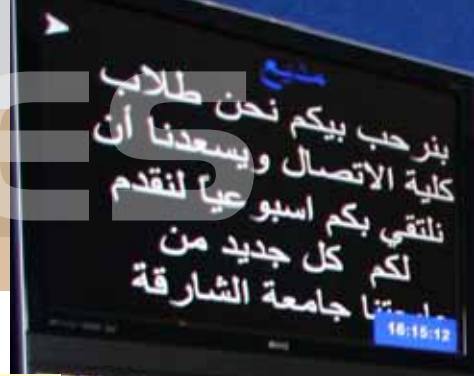 مذيع
بنرحب بيكم نحن طلاب
كلية الاتصال ويسعدنا أن
نلتقي بكم اسبوعياً لنقدم
لكم كل جديد من
جامعة الشارقة
16:15:12
ES